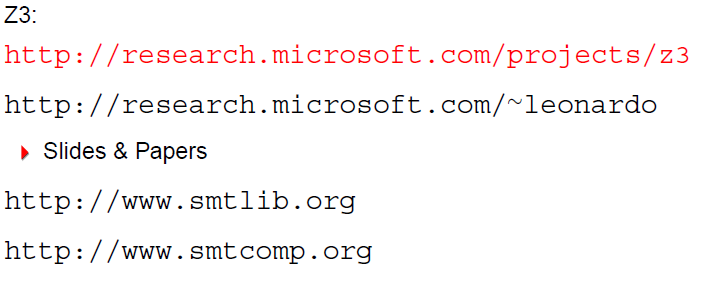 Z3:
http://research.microsoft.com/projects/z3
http://research.microsoft.com/~leonardo
Slides & Papers
http://www.smtlib.org
http://www.smtcomp.org